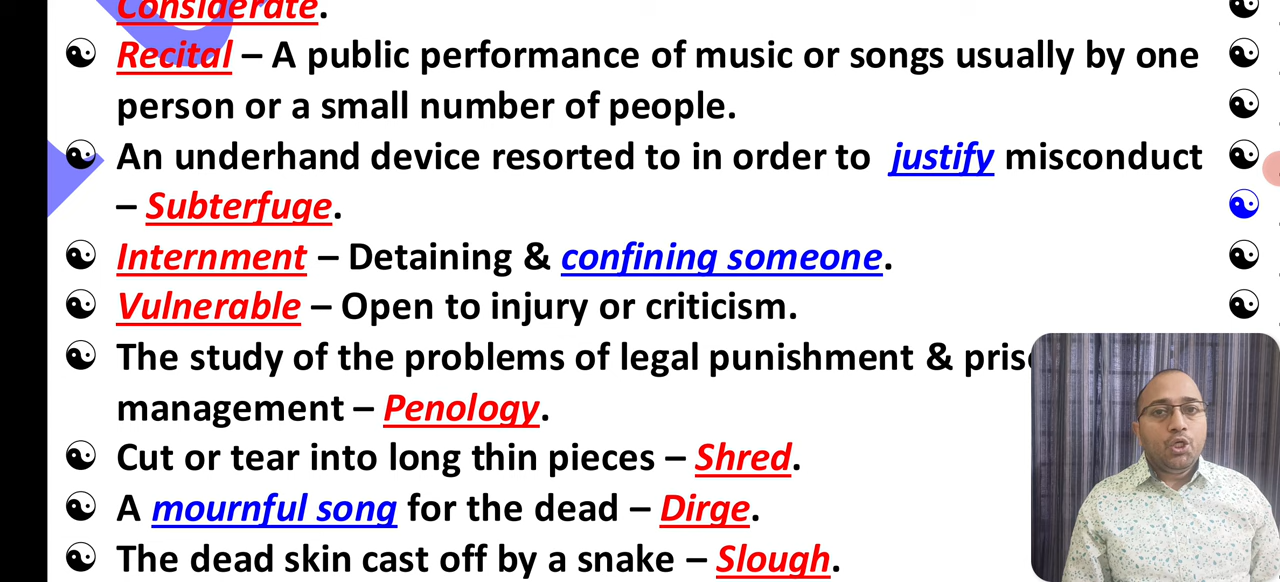 Considerate.
Recital – A public performance of music or songs usually by one
person or a small number of people.
An underhand device resorted to in order to justify misconduct
– Subterfuge.
Internment – Detaining & confining someone.
Vulnerable – Open to injury or criticism.
The study of the problems of legal punishment &
management – Penology.
Cut or tear into long thin pieces – Shred.
A mournful song for the dead – Dirge.
The dead skin cast off by a snake – Slough.